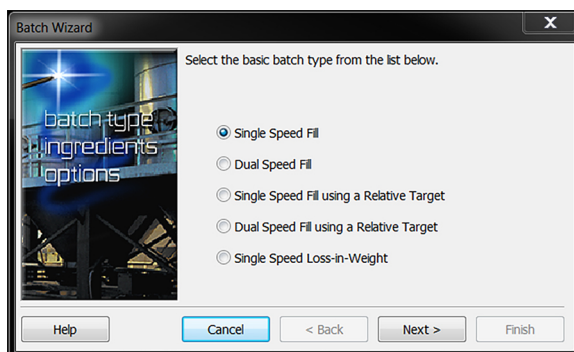 Batch Wizard
X
Select the basic batch type from the list below.
batch type
ingredients
options
Single Speed Fill
Dual Speed Fill
Single Speed Fill using a Relative Target
Dual Speed Fill using a Relative Target
Single Speed Loss-in-Weight
Help
Cancel
< Back
Next >
Finish